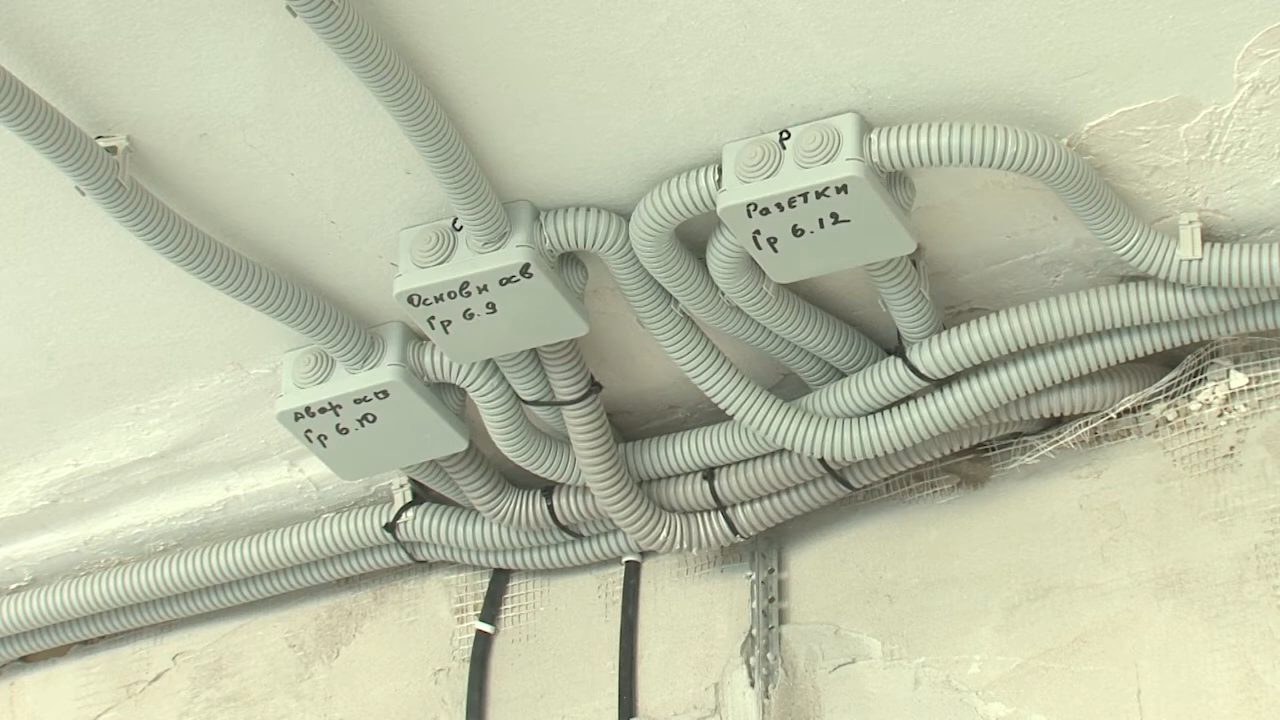 С
Основн осв
Гр 6.9
Р
Разетки
Гр 6.12
Авар осв
Гр 6.10